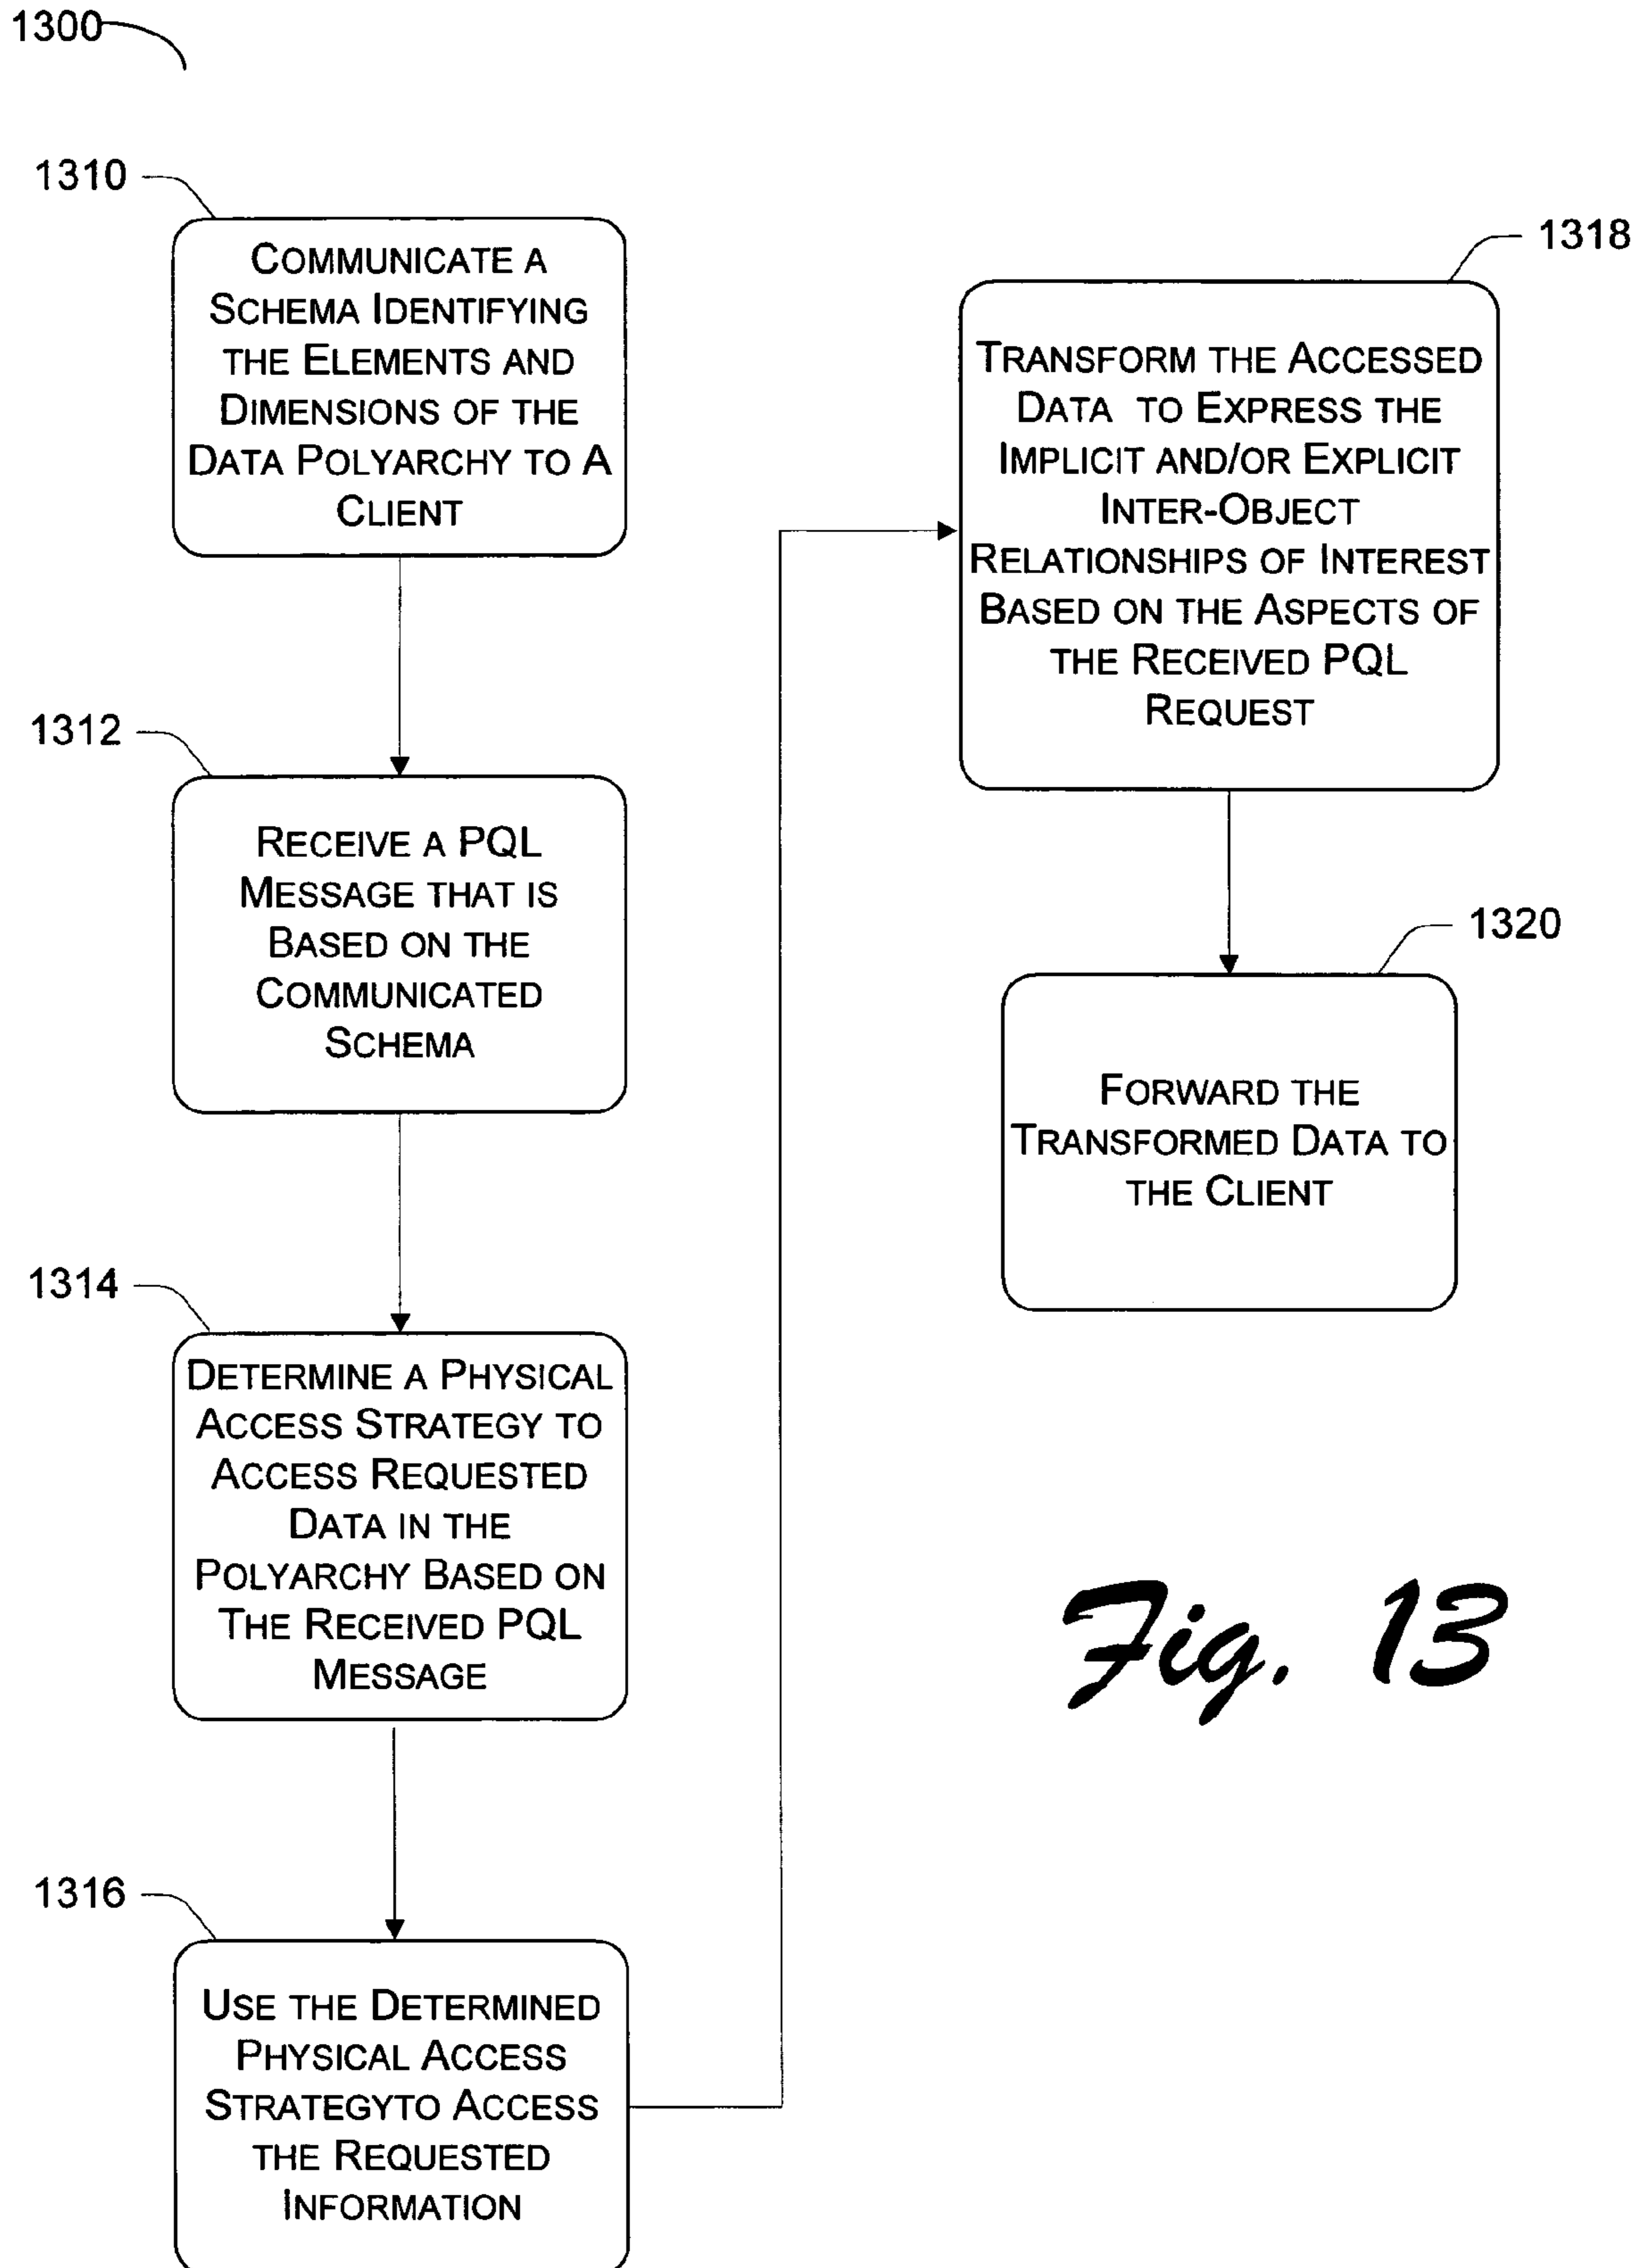 1300
1310
COMMUNICATE A
SCHEMA IDENTIFYING
THE ELEMENTS AND
DIMENSIONS OF THE
DATA POLYARCHY TO A
CLIENT
1312
RECEIVE A PQL
MESSAGE THAT IS
BASED ON THE
COMMUNICATED
SCHEMA
1314
DETERMINE A PHYSICAL
ACCESS STRATEGY TO
ACCESS REQUESTED
DATA IN THE
POLYARCHY BASED ON
THE RECEIVED PQL
MESSAGE
1316
USE THE DETERMINED
PHYSICAL ACCESS
STRATEGYTO ACCESS
THE REQUESTED
INFORMATION
1318
TRANSFORM THE ACCESSED
DATA TO EXPRESS THE
IMPLICIT AND/OR EXPLICIT
INTER-OBJECT
RELATIONSHIPS OF INTEREST
BASED ON THE ASPECTS OF
THE RECEIVED PQL
REQUEST
1320
FORWARD THE
TRANSFORMED DATA TO
THE CLIENT
Fig. 13